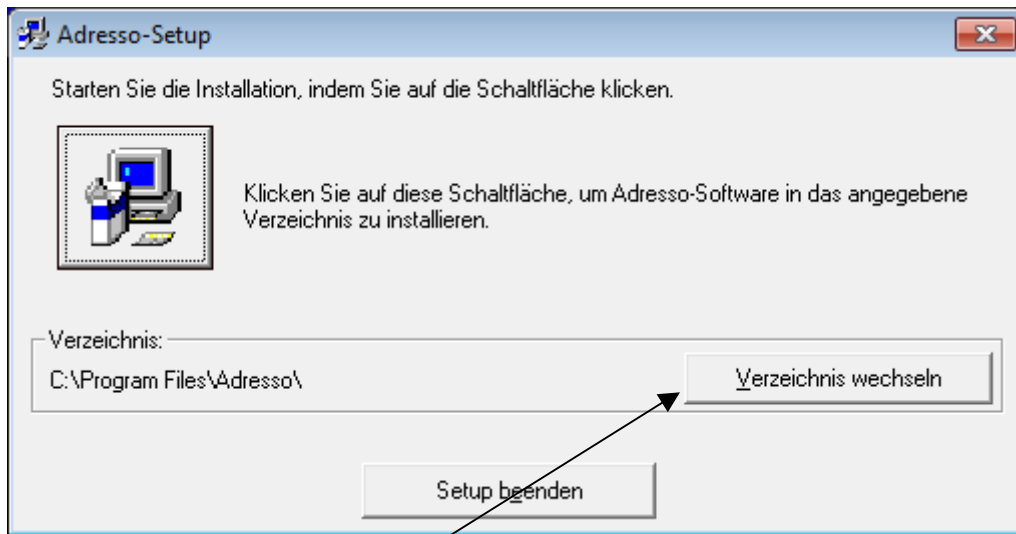 Adresso-Setup
Starten Sie die Installation, indem Sie auf die Schaltfläche klicken.
Klicken Sie auf diese Schaltfläche, um Adresso-Software in das angegebene
Verzeichnis zu installieren.
Verzeichnis:
C:\Program Files\Adresso\
Verzeichnis wechseln
Setup beenden